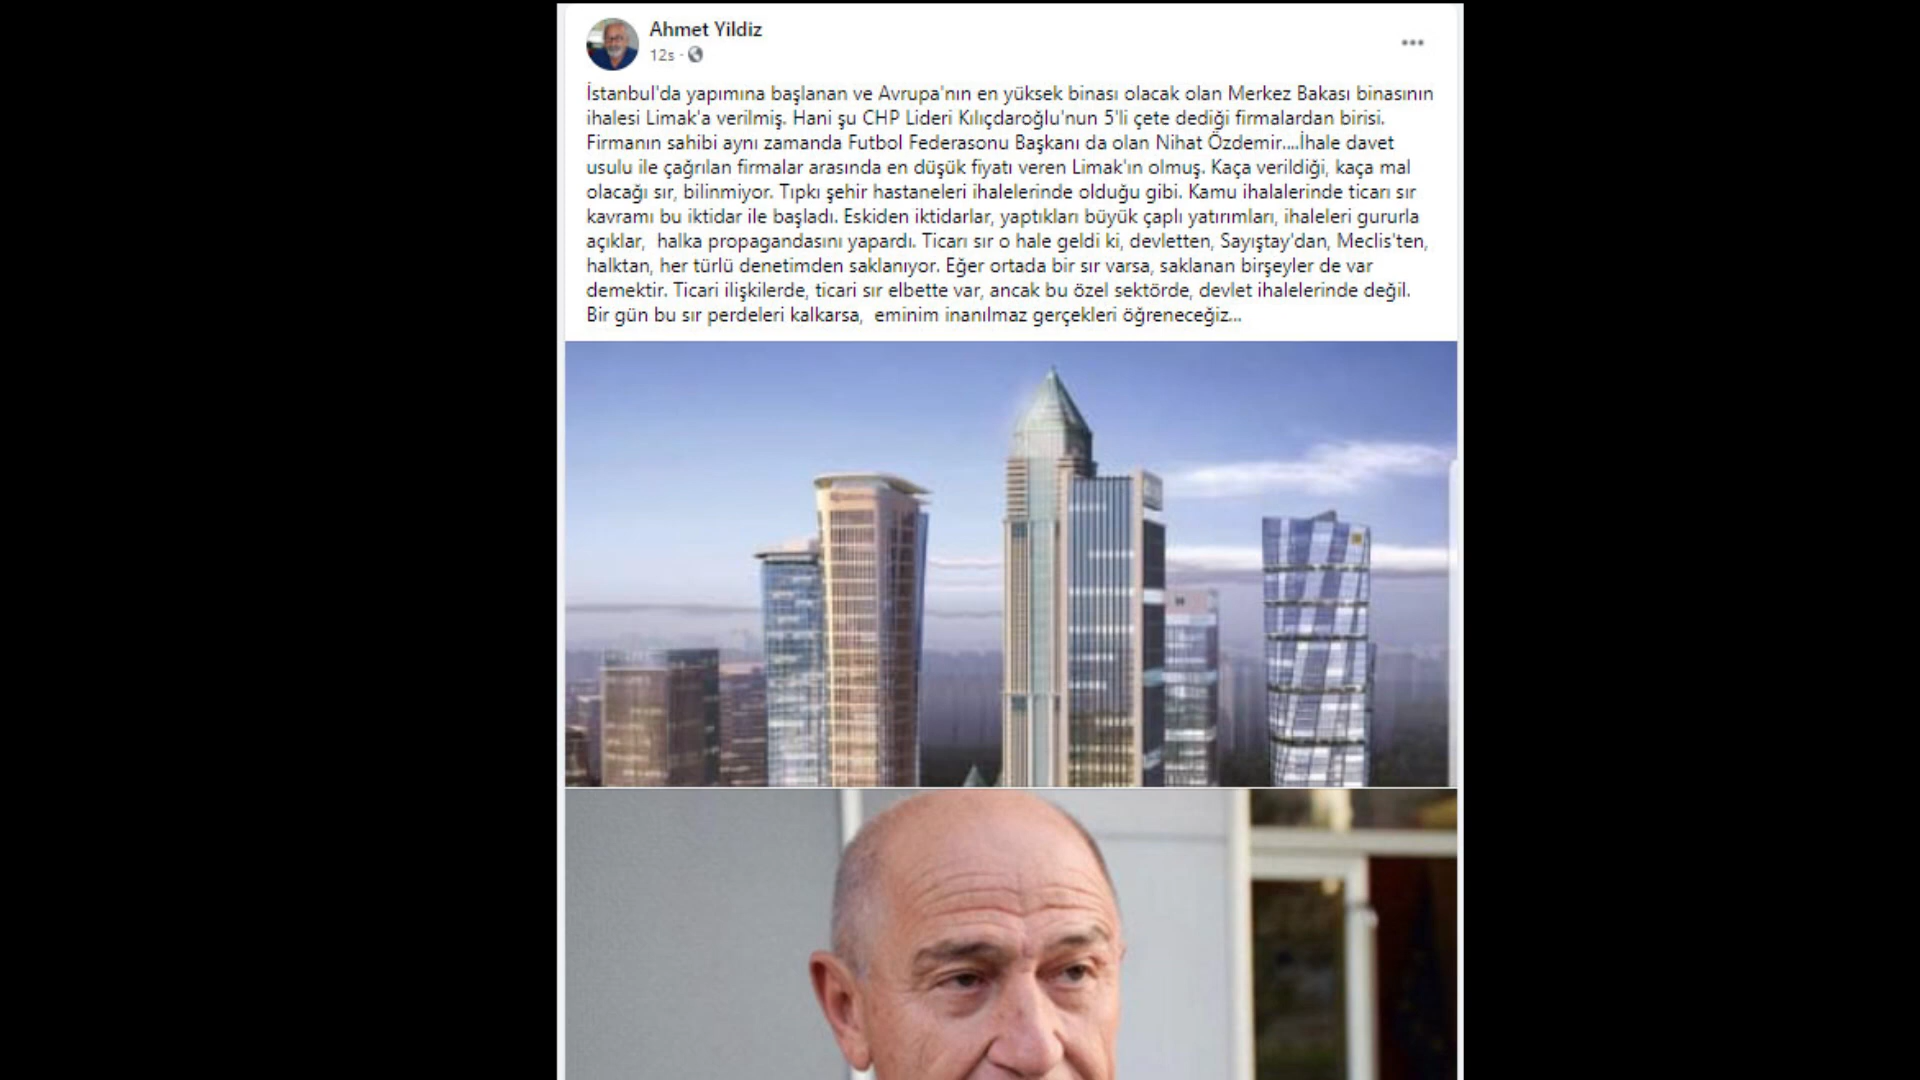 Ahmet Yildiz
12s ·
İstanbul'da yapımına başlanan ve Avrupa'nın en yüksek binası olacak olan Merkez Bakası binasının
ihalesi Limak'a verilmiş. Hani şu CHP Lideri Kılıçdaroğlu'nun 5'li çete dediği firmalardan birisi.
Firmanın sahibi aynı zamanda Futbol Federasonu Başkanı da olan Nihat Özdemir....İhale davet
usulu ile çağrılan firmalar arasında en düşük fiyatı veren Limak'ın olmuş. Kaça verildiği, kaça mal
olacağı sır, bilinmiyor. Tıpkı şehir hastaneleri ihalelerinde olduğu gibi. Kamu ihalalerinde ticarı sır
kavramı bu iktidar ile başladı. Eskiden iktidarlar, yaptıkları büyük çaplı yatırımları, ihaleleri gururla
açıklar,  halka propagandasını yapardı. Ticarı sır o hale geldi ki, devletten, Sayıştay'dan, Meclis'ten,
halktan, her türlü denetimden saklanıyor. Eğer ortada bir sır varsa, saklanan birşeyler de var
demektir. Ticari ilişkilerde, ticari sır elbette var, ancak bu özel sektörde, devlet ihalelerinde değil.
Bir gün bu sır perdeleri kalkarsa,  eminim inanılmaz gerçekleri öğreneceğiz...